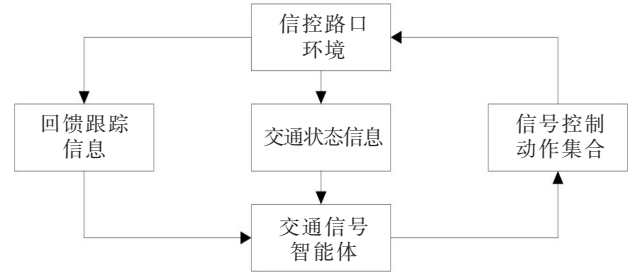 信控路口
环境
回馈跟踪
信息
交通状态信息
信号控制
动作集合
交通信号
智能体